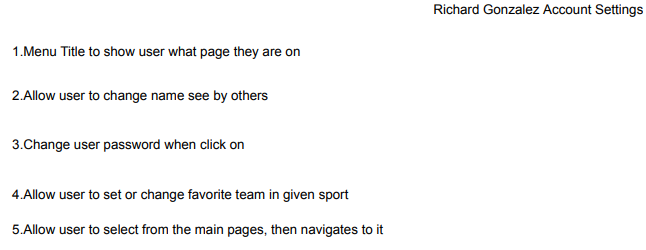 Richard Gonzalez Account Settings
1.Menu Title to show user what page they are on
2.Allow user to change name see by others
3.Change user password when click on
4.Allow user to set or change favorite team in given sport
5.Allow user to select from the main pages, then navigates to it